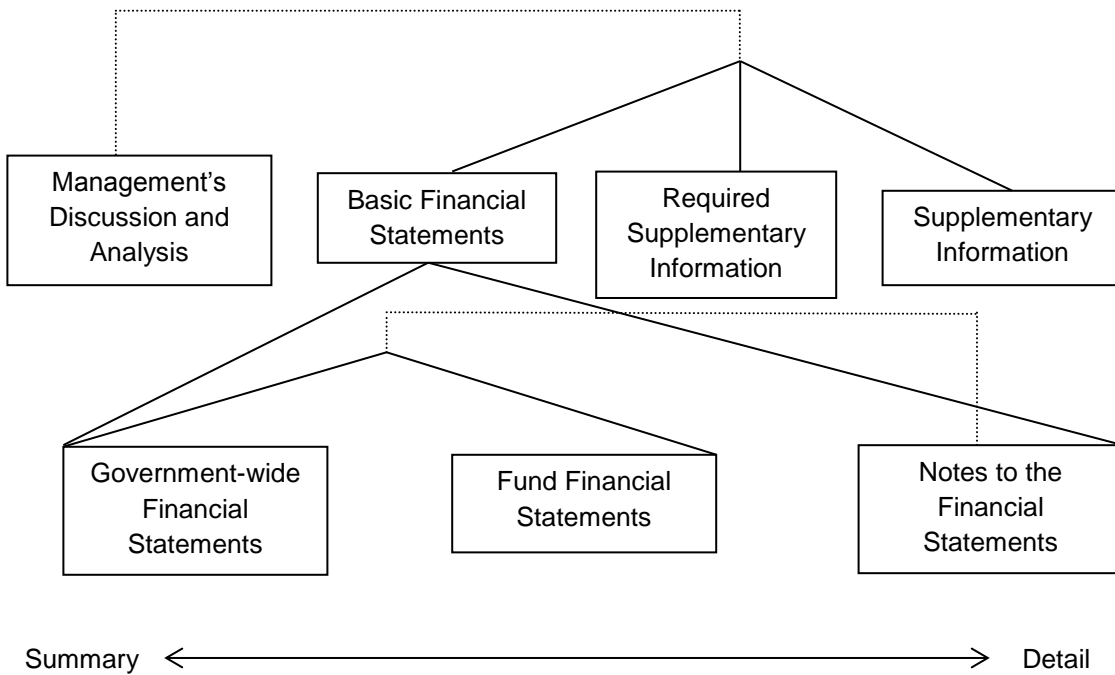 Management’s
Discussion and
Analysis
Basic Financial
Statements
Required
Supplementary
Information
Supplementary
Information
Government-wide
Financial
Statements
Fund Financial
Statements
Notes to the
Financial
Statements
Summary
Detail